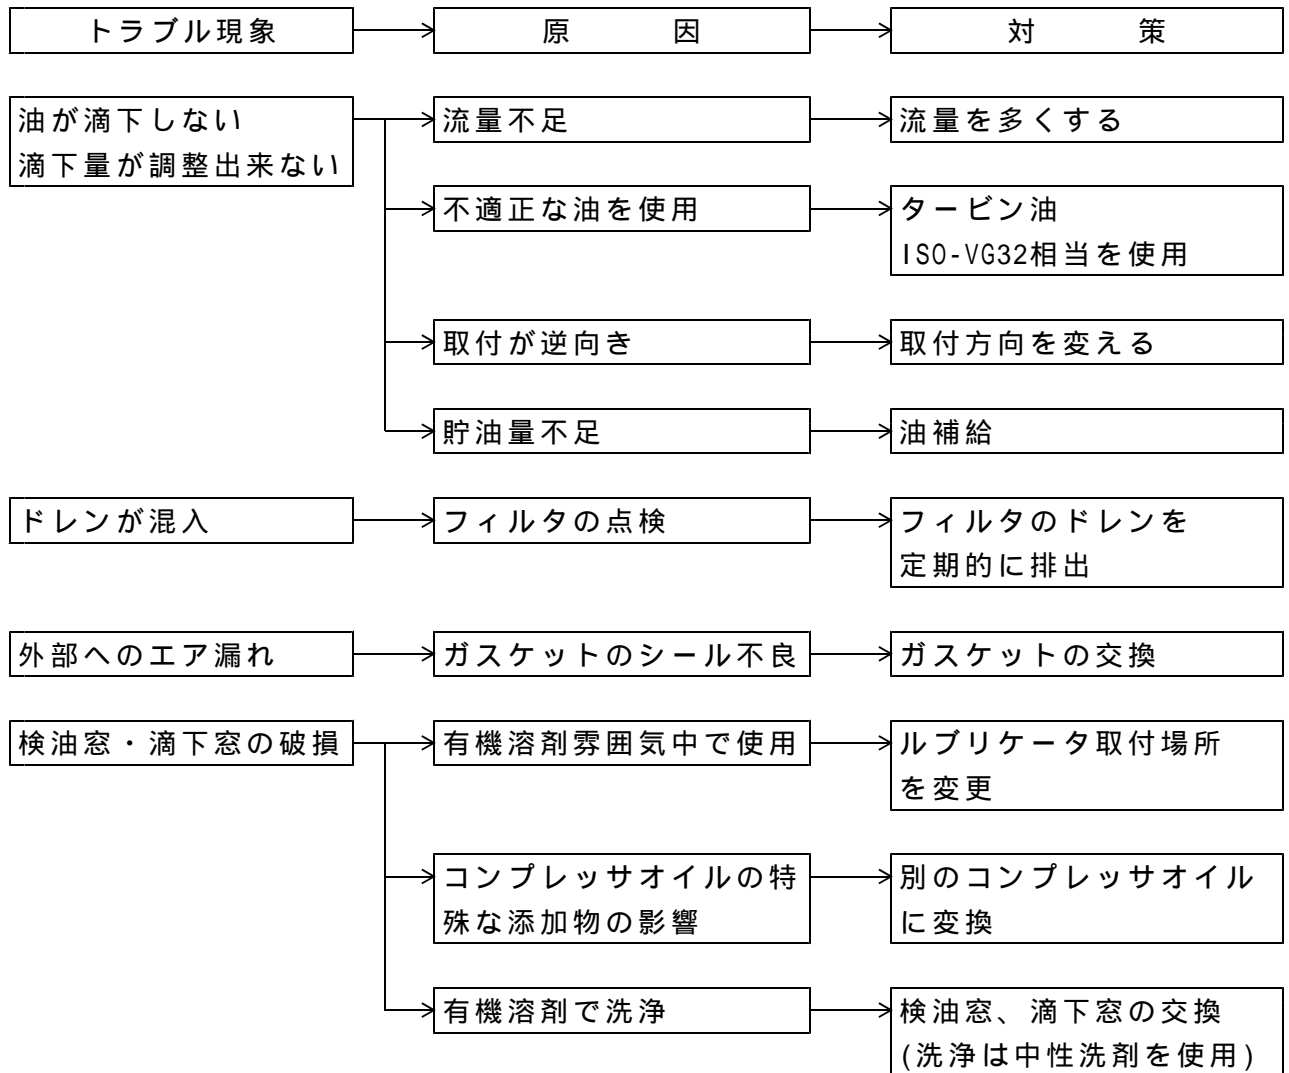 トラブル現象
原因
対策
油が滴下しない
滴下量が調整出来ない
流量不足
流量を多くする
不適正な油を使用
タービン油
ISO-VG32相当を使用
取付が逆向き
取付方向を変える
貯油量不足
油補給
ドレンが混入
フィルタの点検
フィルタのドレンを
定期的に排出
外部へのエア漏れ
ガスケットのシール不良
ガスケットの交換
検油窓・滴下窓の破損
有機溶剤雰囲気中で使用
ルブリケータ取付場所
を変更
コンプレッサオイルの特
殊な添加物の影響
別のコンプレッサオイル
に変換
有機溶剤で洗浄
検油窓、滴下窓の交換
(洗浄は中性洗剤を使用)